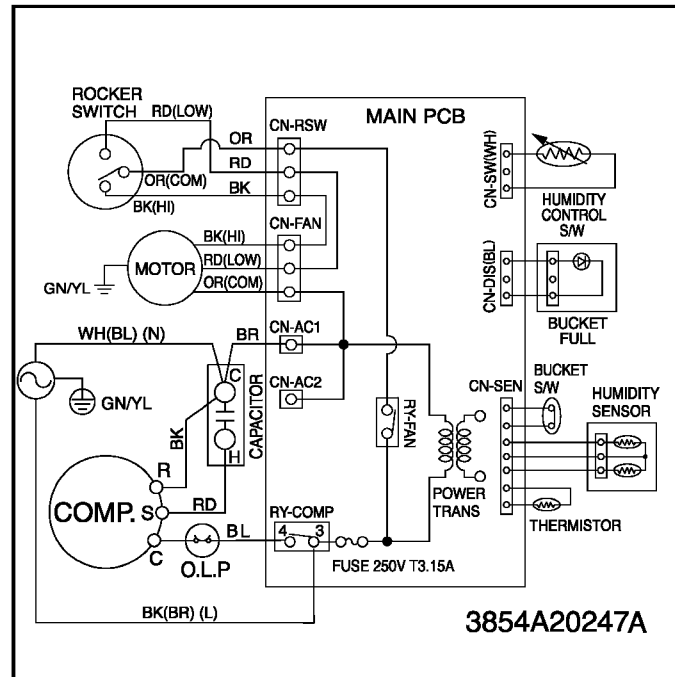 ROCKER
SWITCH
RD(LOW)
OR(COM)
BK(HI)
OR
RD
BK
CN-RSW
MAIN PCB
CN-SW(WH)
HUMIDITY
CONTROL
S/W
CN-FAN
BK(HI)
RD(LOW)
OR(COM)
MOTOR
GN/YL
CN-DIS(BL)
BUCKET
FULL
WH(BL) (N)
BR
CN-AC1
CN-AC2
GN/YL
C
H
CAPACITOR
BK
RY-FAN
POWER
TRANS
CN-SEN
BUCKET
S/W
HUMIDITY
SENSOR
THERMISTOR
COMP.
R
S
C
RD
BL
O.L.P
RY-COMP
4 3
FUSE 250V T3.15A
BK(BR) (L)
3854A20247A